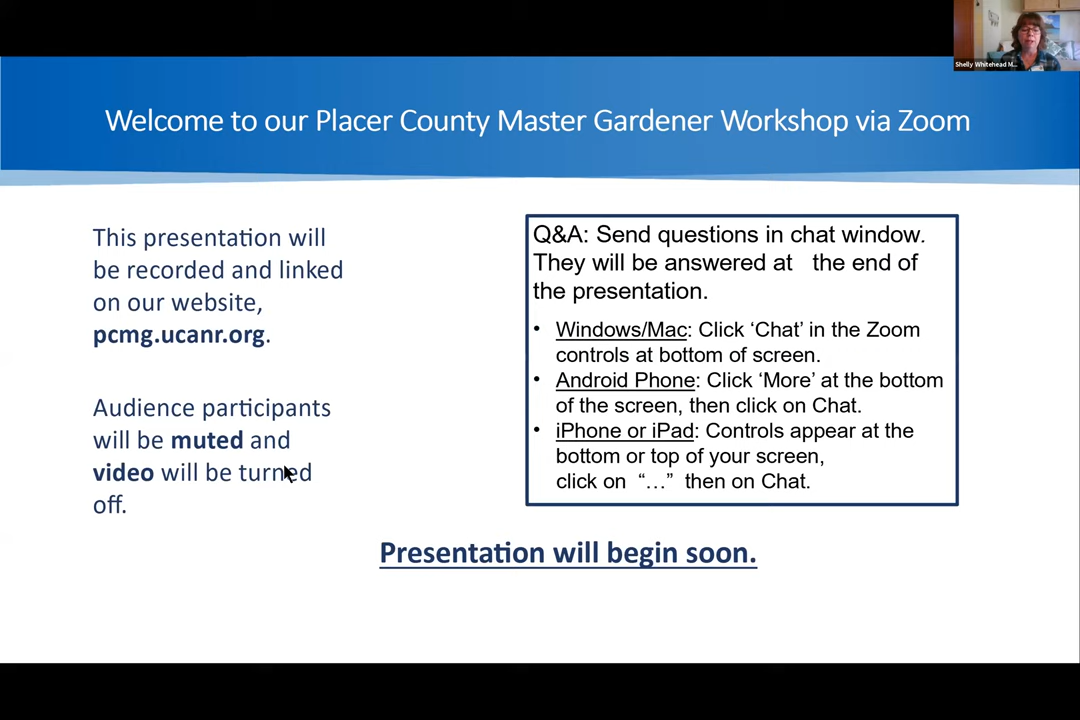 Shelly Whitehead M...
Welcome to our Placer County Master Gardener Workshop via Zoom
This presentation will
be recorded and linked
on our website,
pcmg.ucanr.org.
Audience participants
will be muted and
video will be turned
off.
Q&A: Send questions in chat window.
They will be answered at the end of
the presentation.
• Windows/Mac: Click ‘Chat’ in the Zoom
controls at bottom of screen.
• Android Phone: Click ‘More’ at the bottom
of the screen, then click on Chat.
• iPhone or iPad: Controls appear at the
bottom or top of your screen,
click on “…” then on Chat.
Presentation will begin soon.